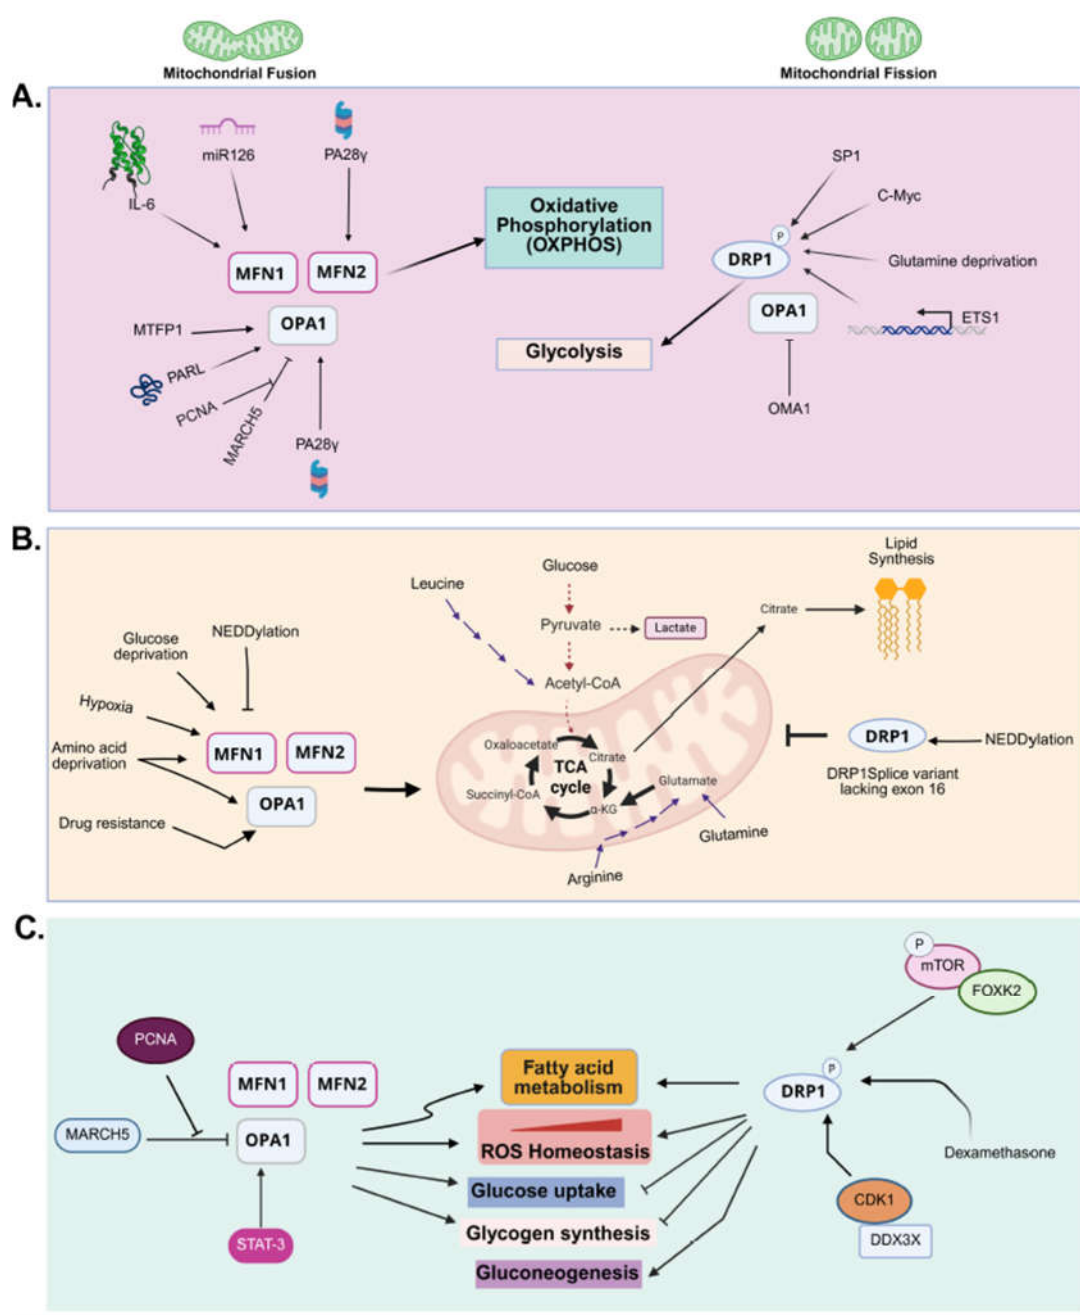 Mitochondrial Fusion
Mitochondrial Fission
A.
miR126
PA28γ
IL-6
MFN1
MFN2
OPA1
MTFP1
PARL
PCNA
MARCH5
PA28γ
Oxidative
Phosphorylation
(OXPHOS)
Glycolysis
SP1
C-Myc
P
DRP1
Glutamine deprivation
OPA1
ETS1
OMA1
B.
Glucose
deprivation
NEDDylation
Hypoxia
Amino acid
deprivation
Drug resistance
MFN1
MFN2
OPA1
Leucine
Glucose
Pyruvate
Lactate
Acetyl-CoA
Oxaloacetate
Citrate
TCA
cycle
Succinyl-CoA
α-KG
Glutamate
Glutamine
Arginine
Citrate
Lipid
Synthesis
DRP1
NEDDylation
DRP1Splice variant
lacking exon 16
C.
PCNA
MARCH5
MFN1
MFN2
OPA1
STAT-3
Fatty acid
metabolism
ROS Homeostasis
Glucose uptake
Glycogen synthesis
Gluconeogenesis
P
mTOR
FOXK2
P
DRP1
Dexamethasone
CDK1
DDX3X